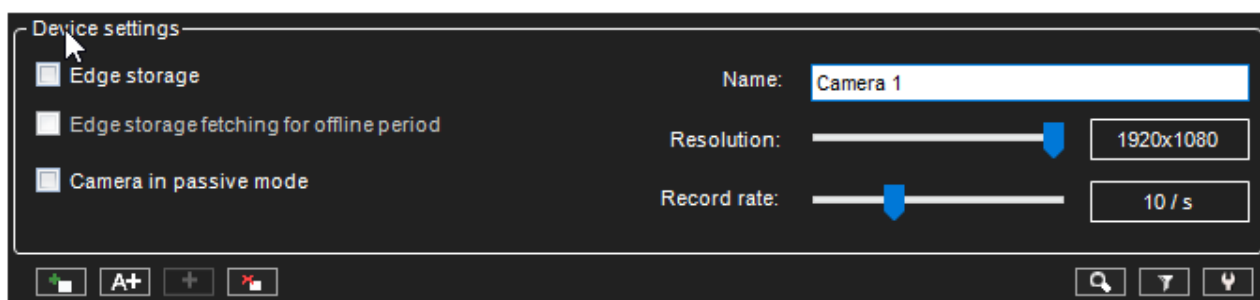 Device settings
Edge storage
Name: Camera 1
Edge storage fetching for offline period
Resolution: 1920x1080
Camera in passive mode
Record rate: 10 / s
A+